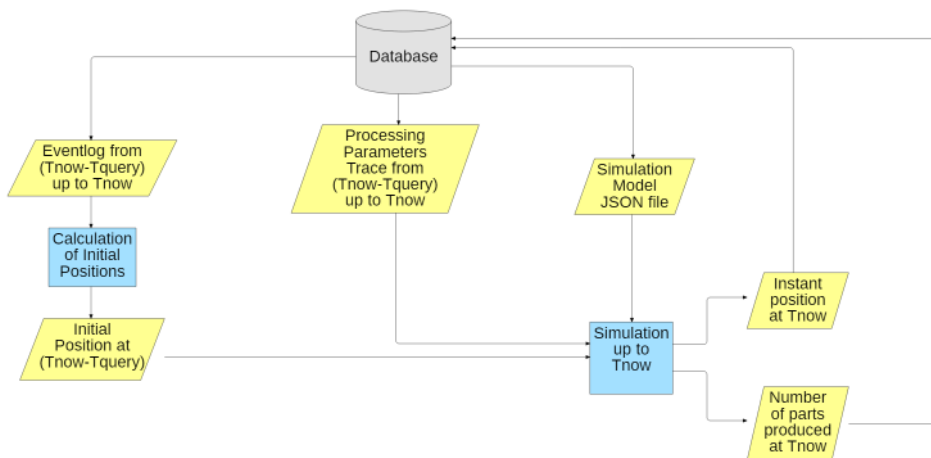 Database
Eventlog from
(Tnow-Tquery)
up to Tnow
Processing
Parameters
Trace from
(Tnow-Tquery)
up to Tnow
Simulation
Model
JSON file
Calculation
of Initial
Positions
Initial
Position at
(Tnow-Tquery)
Simulation
up to
Tnow
Instant
position
at Tnow
Number
of parts
produced
at Tnow